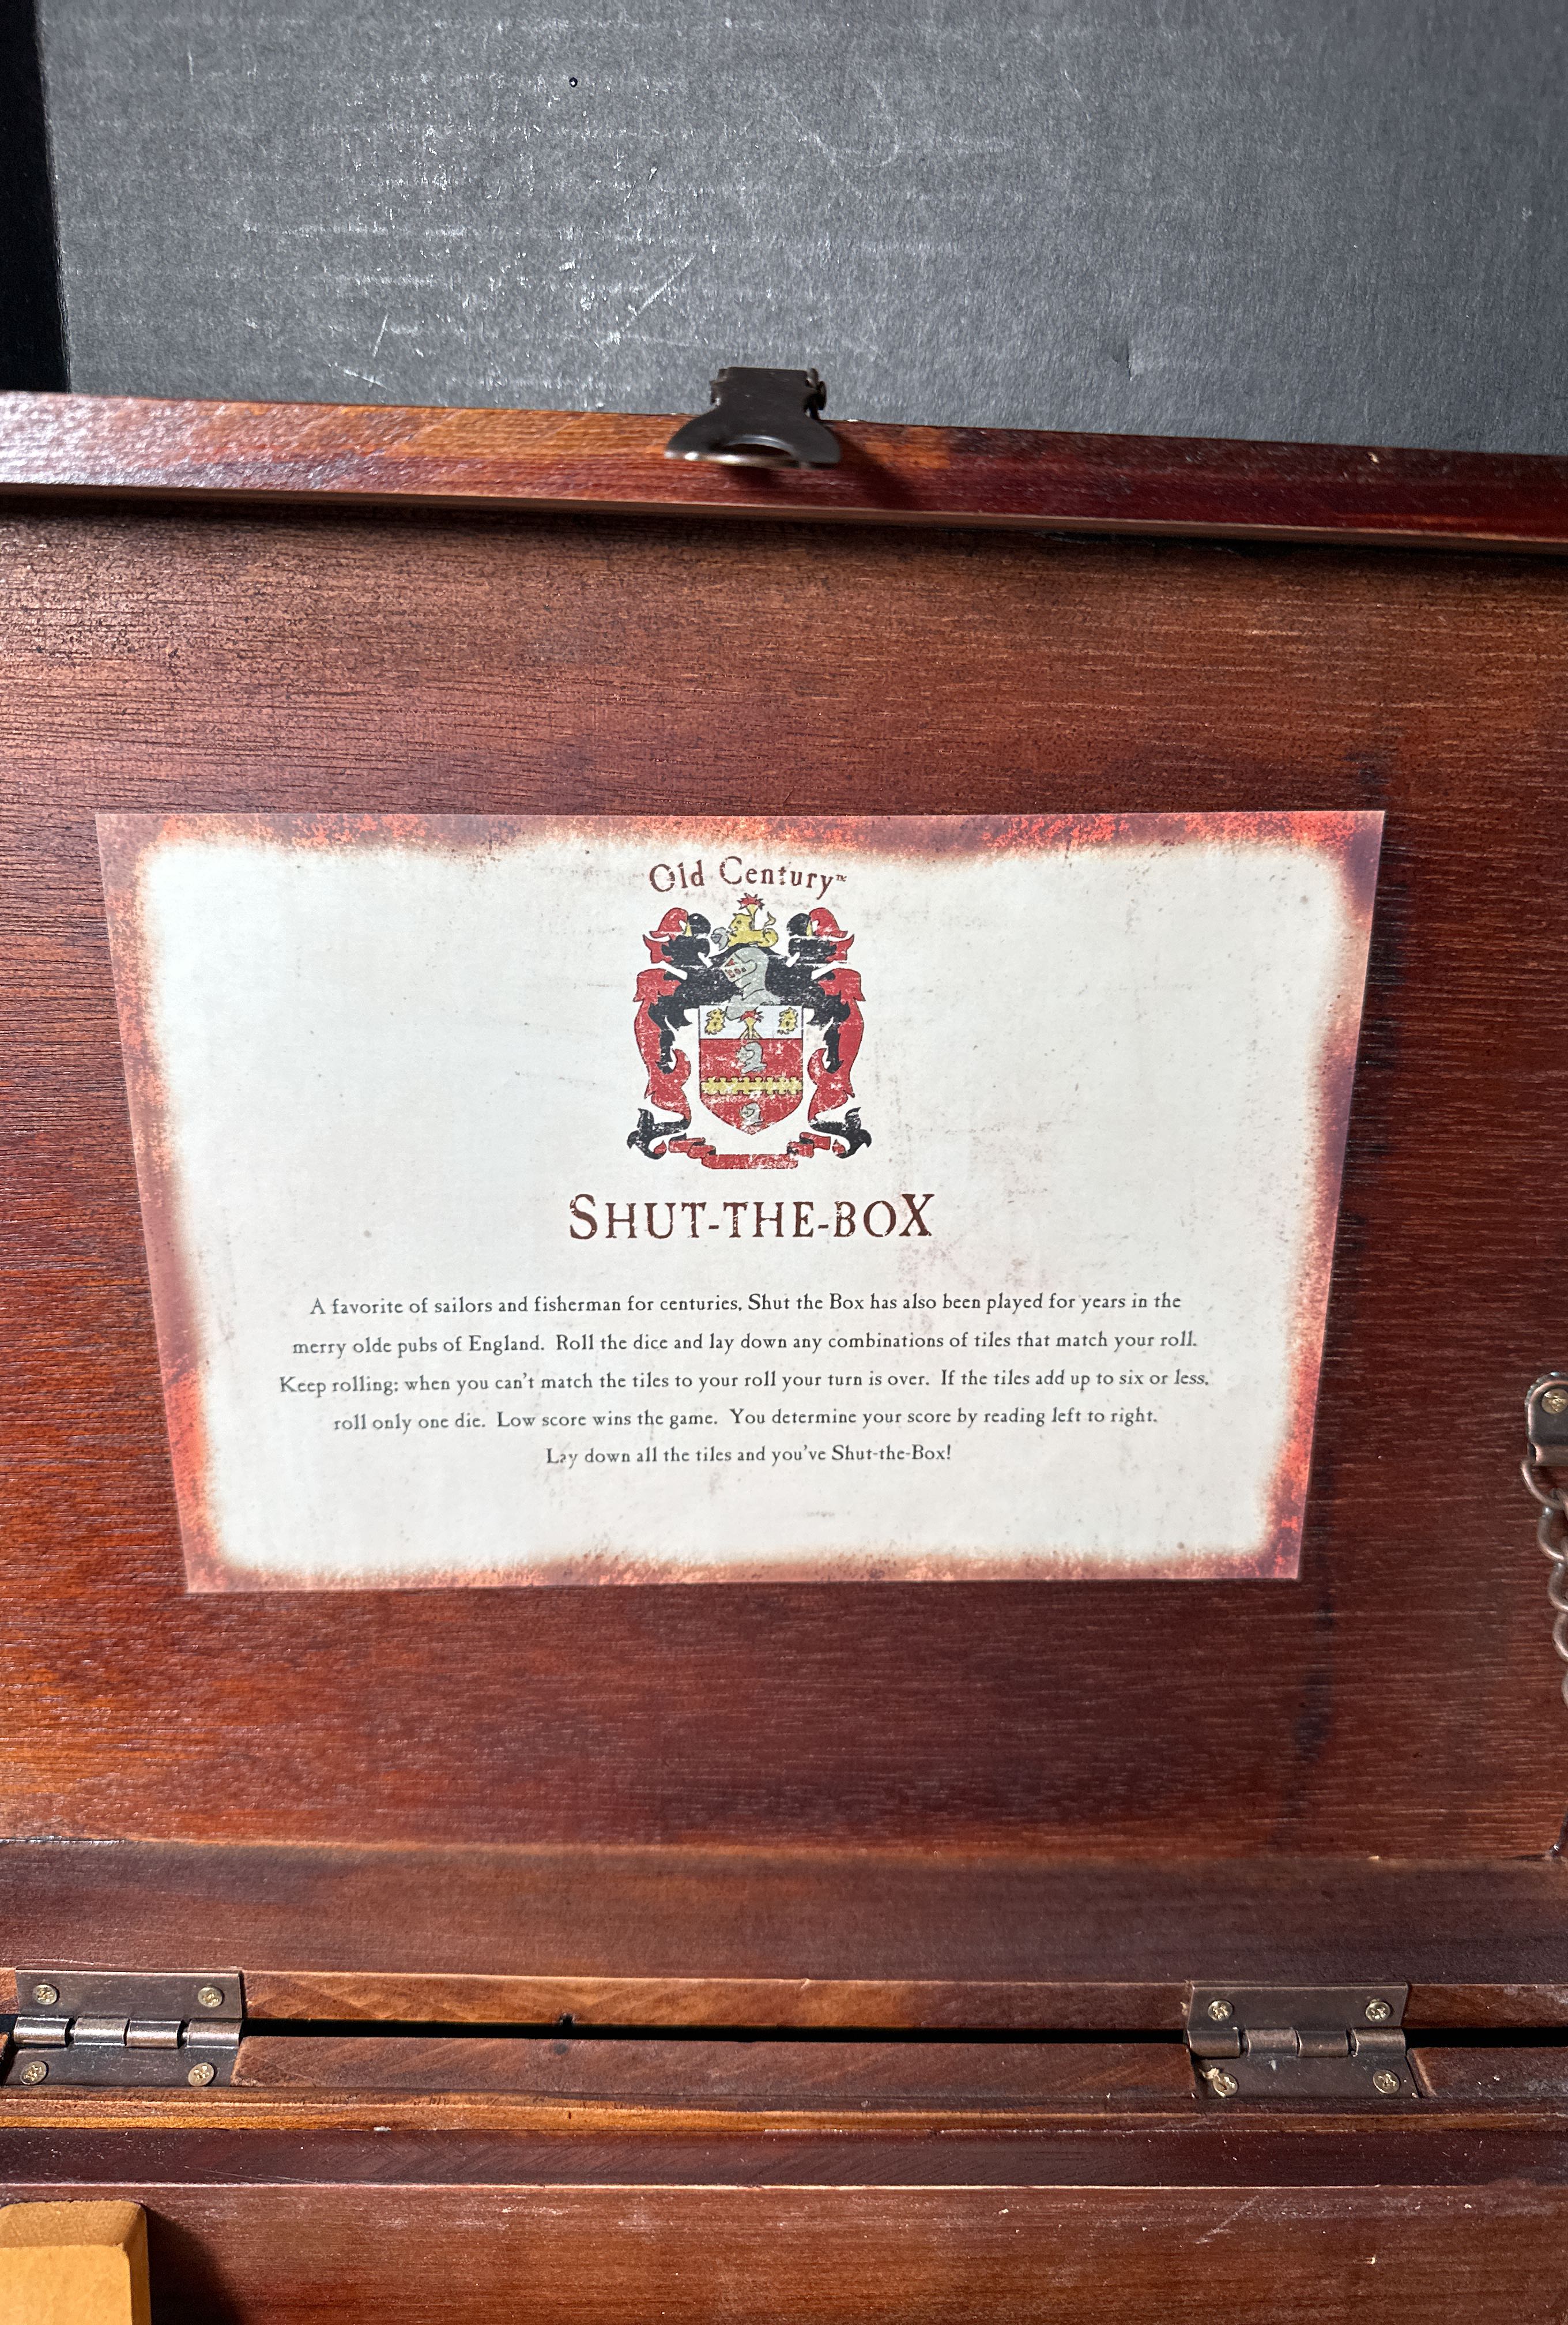 Old Century™
SHUT-THE-BOX
A favorite of sailors and fisherman for centuries, Shut the Box has also been played for years in the
merry olde pubs of England. Roll the dice and lay down any combinations of tiles that match your roll.
Keep rolling; when you can't match the tiles to your roll your turn is over. If the tiles add up to six or less,
roll only one die. Low score wins the game. You determine your score by reading left to right.
Lay down all the tiles and you've Shut-the-Box!